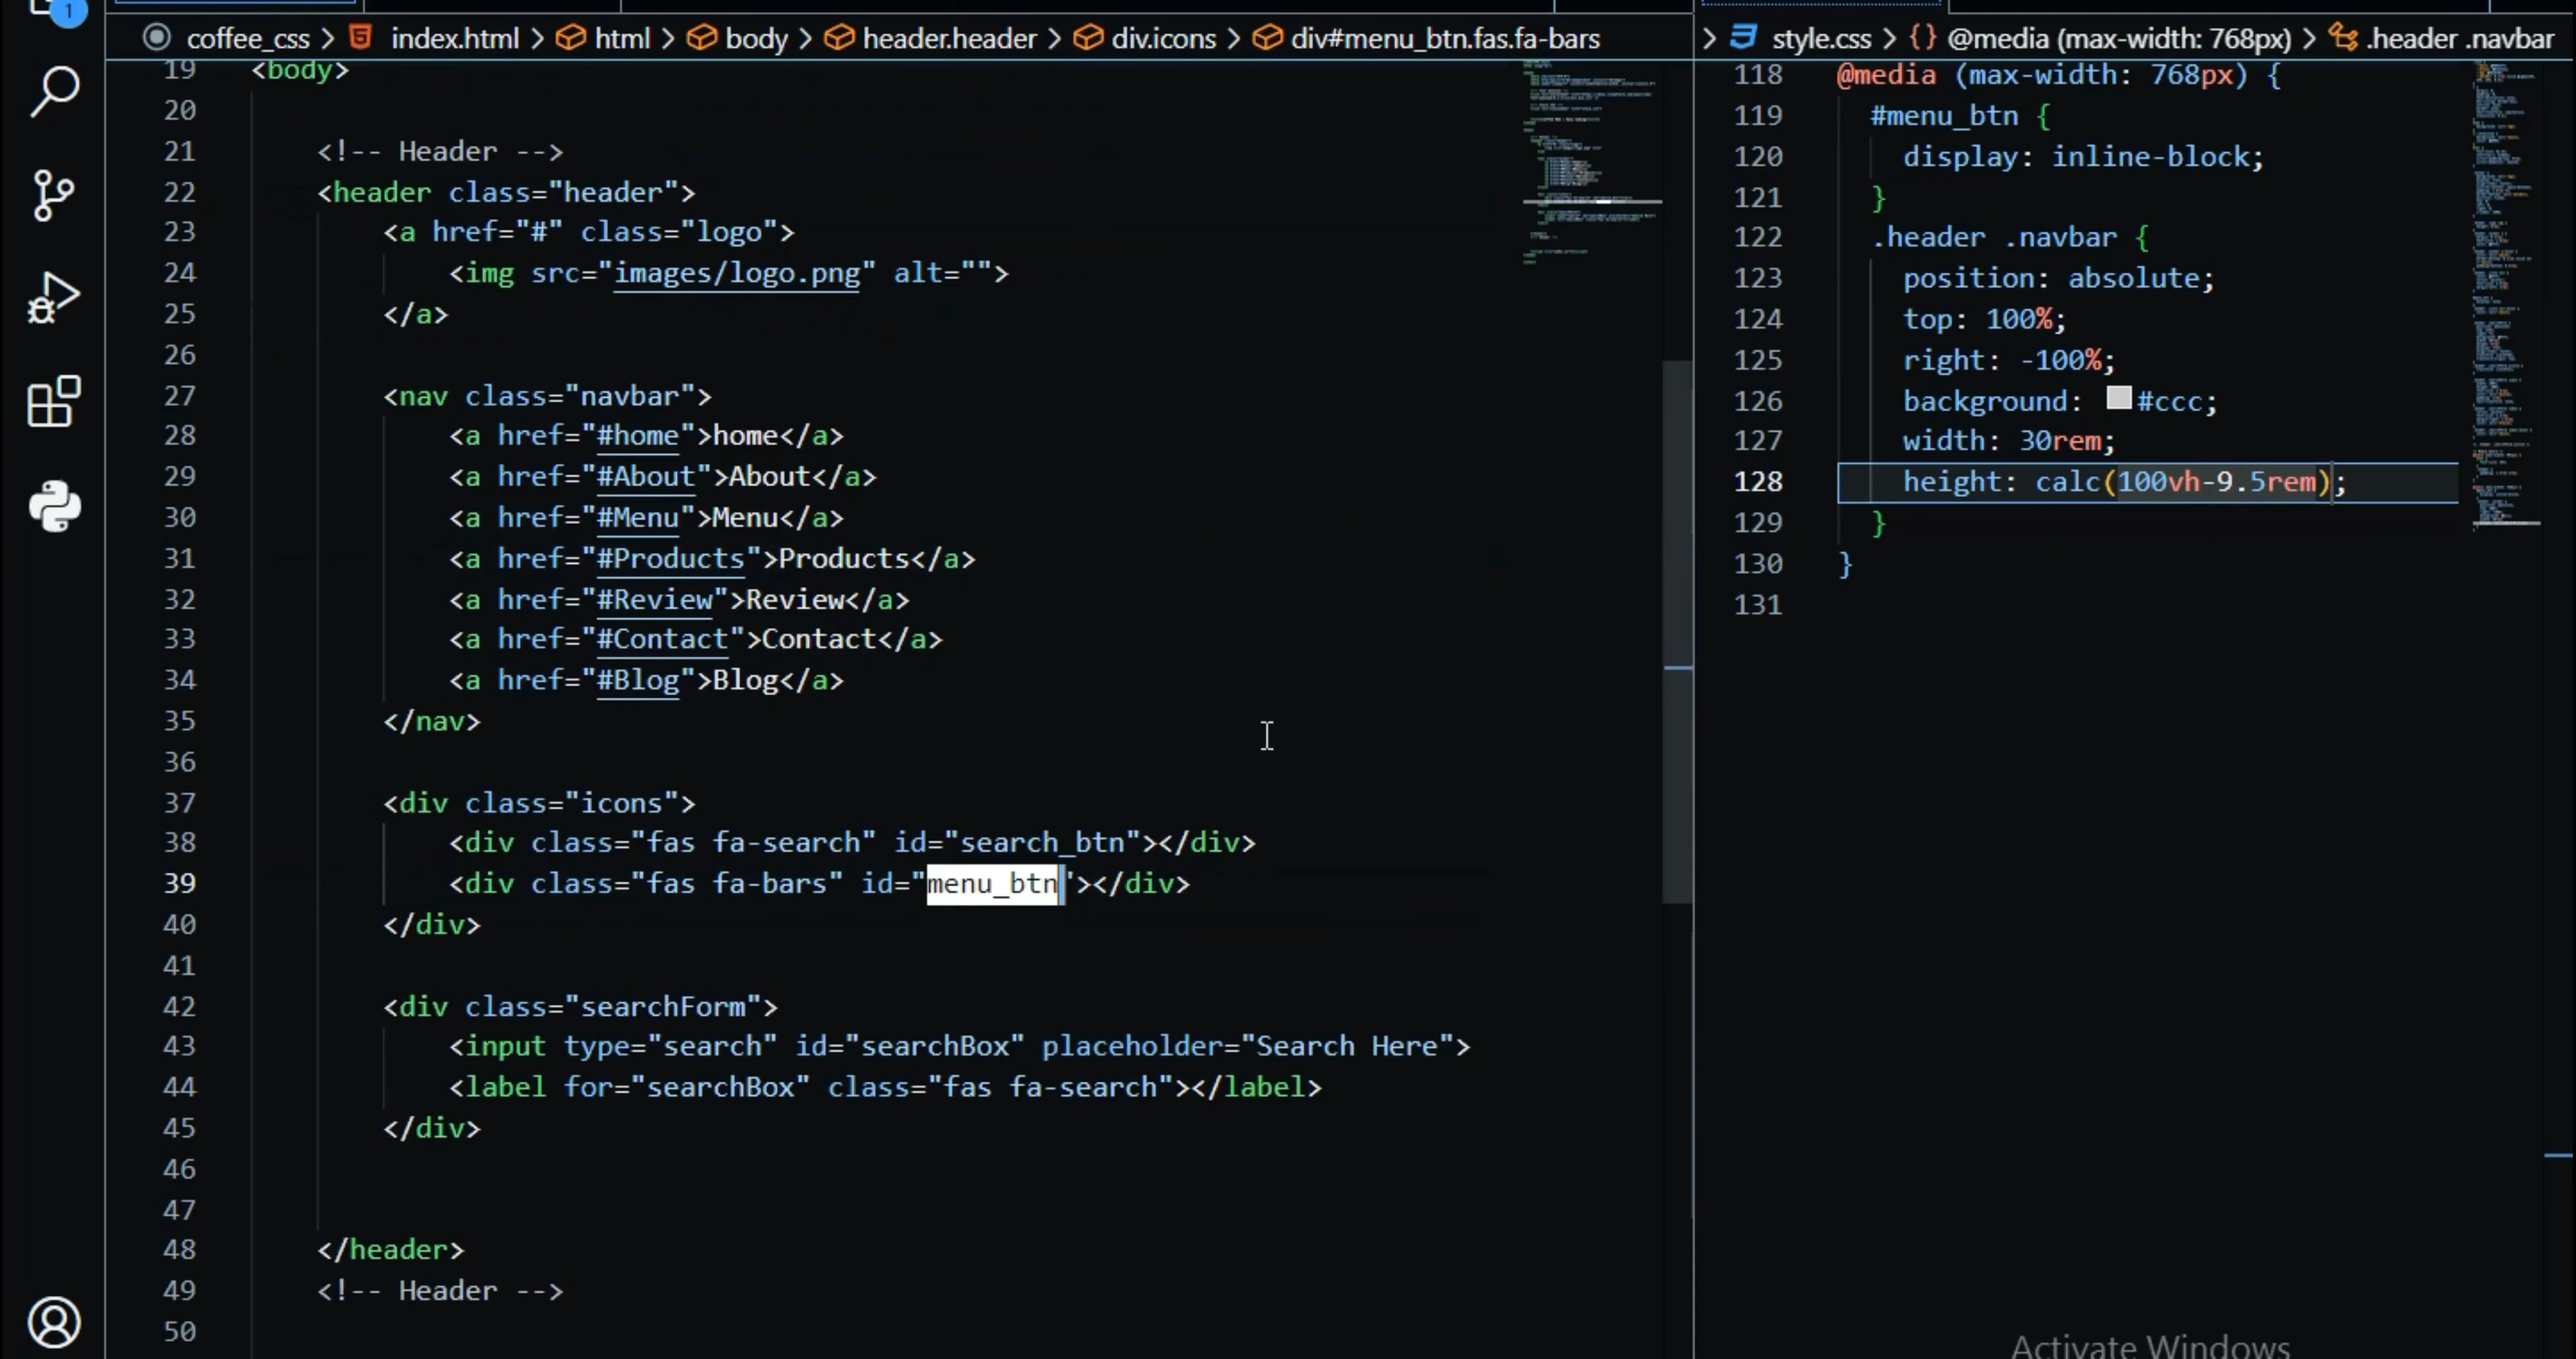 1
coffee_css > index.html > html > body > header.header > div.icons > div#menu_btn.fas.fa-bars
19 <body>
20
21 <!-- Header -->
22 <header class="header">
23 <a href="#" class="logo">
24 <img src="images/logo.png" alt="">
25 </a>
26
27 <nav class="navbar">
28 <a href="#home">home</a>
29 <a href="#About">About</a>
30 <a href="#Menu">Menu</a>
31 <a href="#Products">Products</a>
32 <a href="#Review">Review</a>
33 <a href="#Contact">Contact</a>
34 <a href="#Blog">Blog</a>
35 </nav>
36
37 <div class="icons">
38 <div class="fas fa-search" id="search_btn"></div>
39 <div class="fas fa-bars" id="menu_btn"></div>
40 </div>
41
42 <div class="searchForm">
43 <input type="search" id="searchBox" placeholder="Search Here">
44 <label for="searchBox" class="fas fa-search"></label>
45 </div>
46
47
48 </header>
49 <!-- Header -->
50
> style.css > {} @media (max-width: 768px) > .header .navbar
118 @media (max-width: 768px) {
119 #menu_btn {
120 display: inline-block;
121 }
122 .header .navbar {
123 position: absolute;
124 top: 100%;
125 right: -100%;
126 background: #ccc;
127 width: 30rem;
128 height: calc(100vh-9.5rem);
129 }
130 }
131
Activate Windows